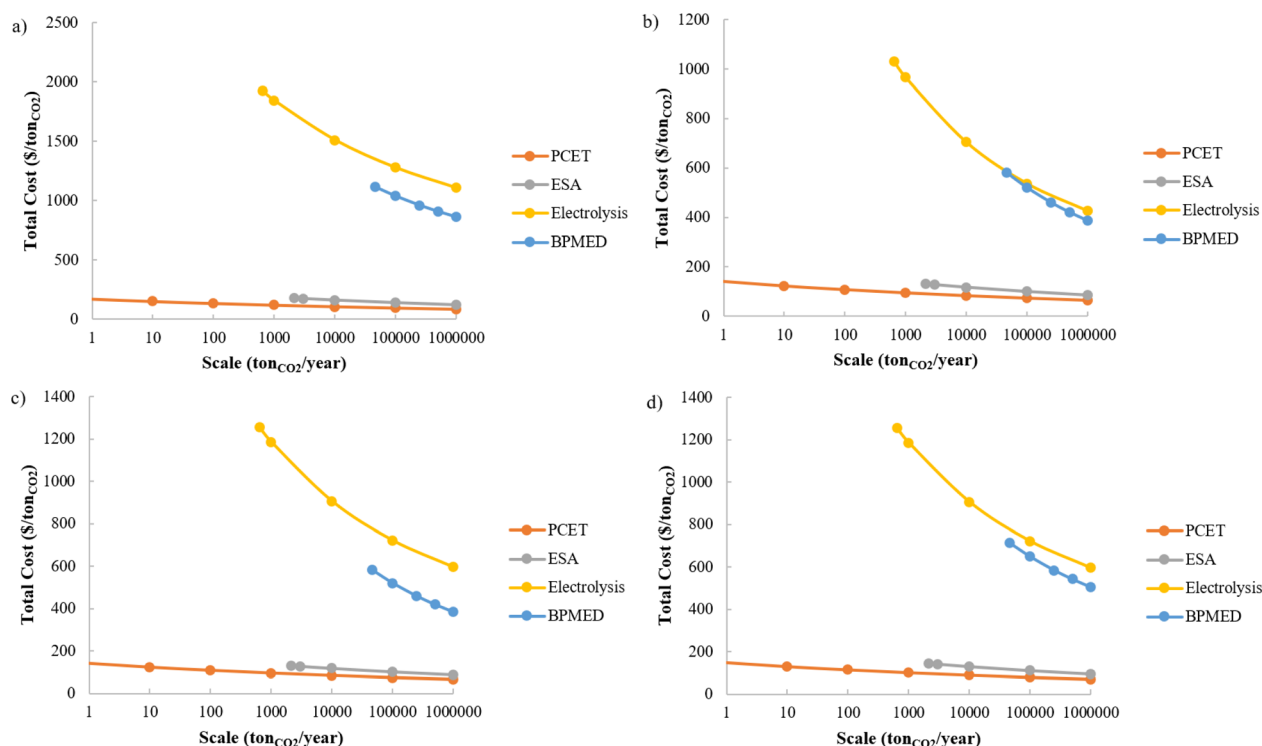 a)
2500
2000
1500
1000
500
0
Total Cost ($/tonCO2)
1 10 100 1000 10000 100000 1000000
Scale (tonCO2/year)
PCET
ESA
Electrolysis
BPMED
b)
1200
1000
800
600
400
200
0
Total Cost ($/tonCO2)
1 10 100 1000 10000 100000 1000000
Scale (tonCO2/year)
PCET
ESA
Electrolysis
BPMED
c)
1400
1200
1000
800
600
400
200
0
Total Cost ($/tonCO2)
1 10 100 1000 10000 100000 1000000
Scale (tonCO2/year)
PCET
ESA
Electrolysis
BPMED
d)
1400
1200
1000
800
600
400
200
0
Total Cost ($/tonCO2)
1 10 100 1000 10000 100000 1000000
Scale (tonCO2/year)
PCET
ESA
Electrolysis
BPMED